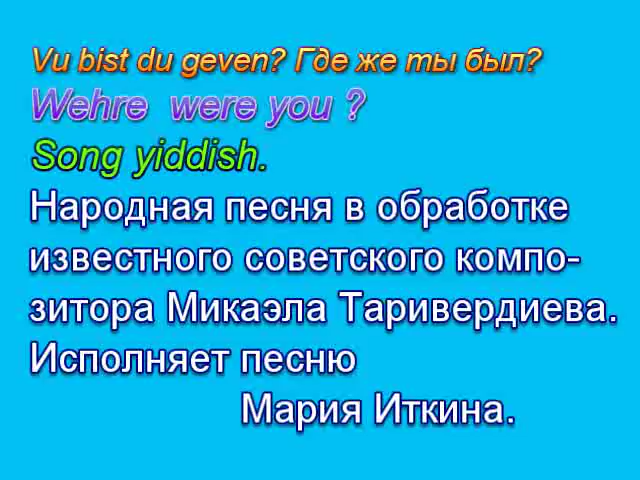 Vu bist du geven? Где же ты был?
Wehre were you ?
Song yiddish.
Народная песня в обработке
известного советского компо-
зитора Микаэла Таривердиева.
Исполняет песню
Мария Иткина.